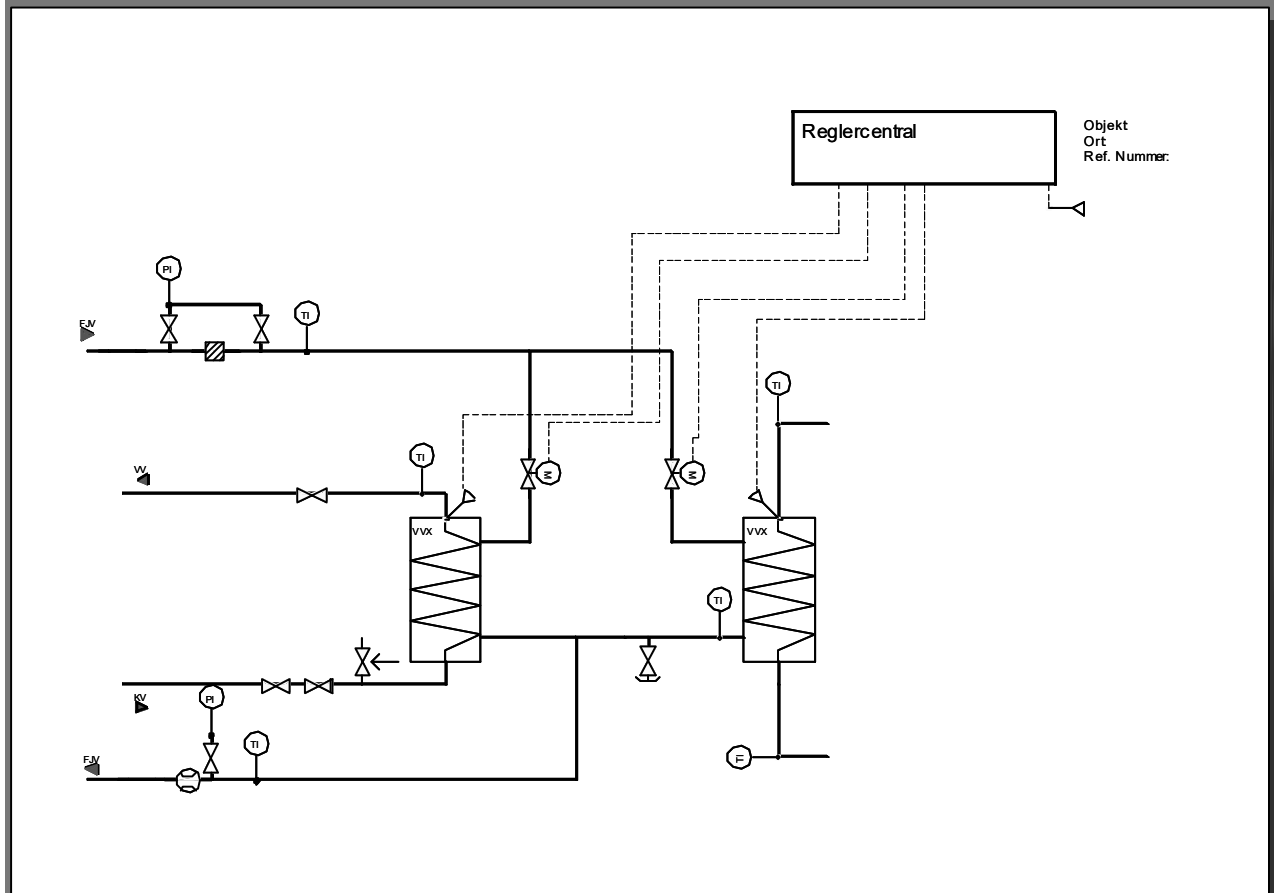 Reglercentral
Objekt
Ort
Ref. Nummer:
PI
TI
FJV
TI
TI
VV
M
M
VVX
VVX
TI
KV
PI
TI
FJV
TI